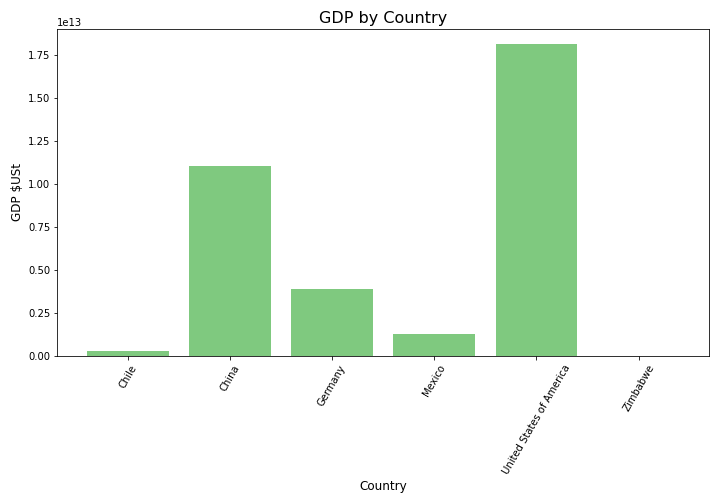 GDP by Country
1e13
1.75
1.50
1.25
1.00
0.75
0.50
0.25
0.00
GDP $USt
Chile
China
Germany
Mexico
United States of America
Zimbabwe
Country